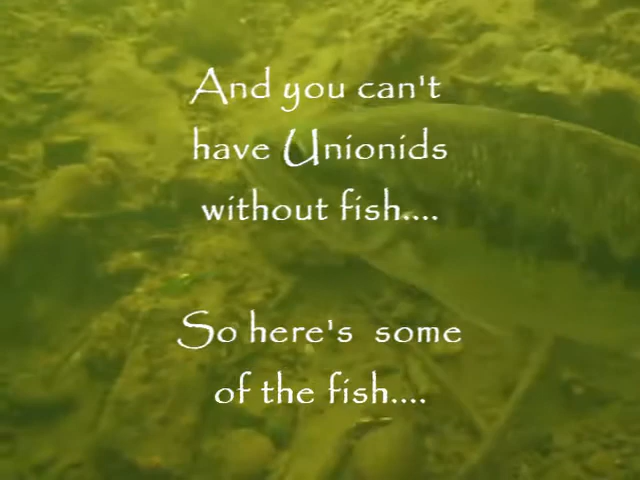 And you can't
have Unionids
without fish....
So here's some
of the fish....